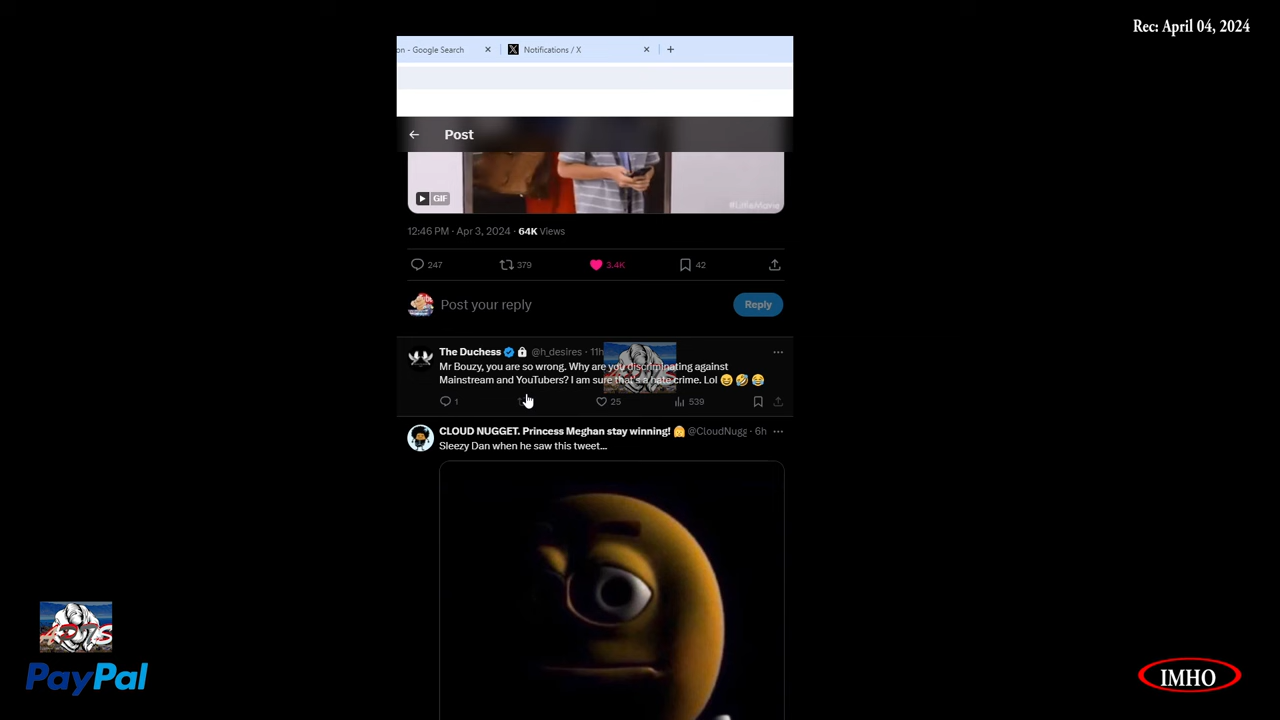 Rec: April 04, 2024
on - Google Search
Notifications / X
Post
GIF
#LittleMovie
12:46 PM · Apr 3, 2024 · 64K Views
247 379 3.4K 42
Post your reply
Reply
The Duchess @h_desires · 11h
Mr Bouzy, you are so wrong. Why are you discriminating against
Mainstream and YouTubers? I am sure that's a hate crime. Lol 😆 🤣 😂
1 25 539
CLOUD NUGGET. Princess Meghan stay winning! @CloudNugg · 6h
Sleezy Dan when he saw this tweet...
PayPal
IMHO